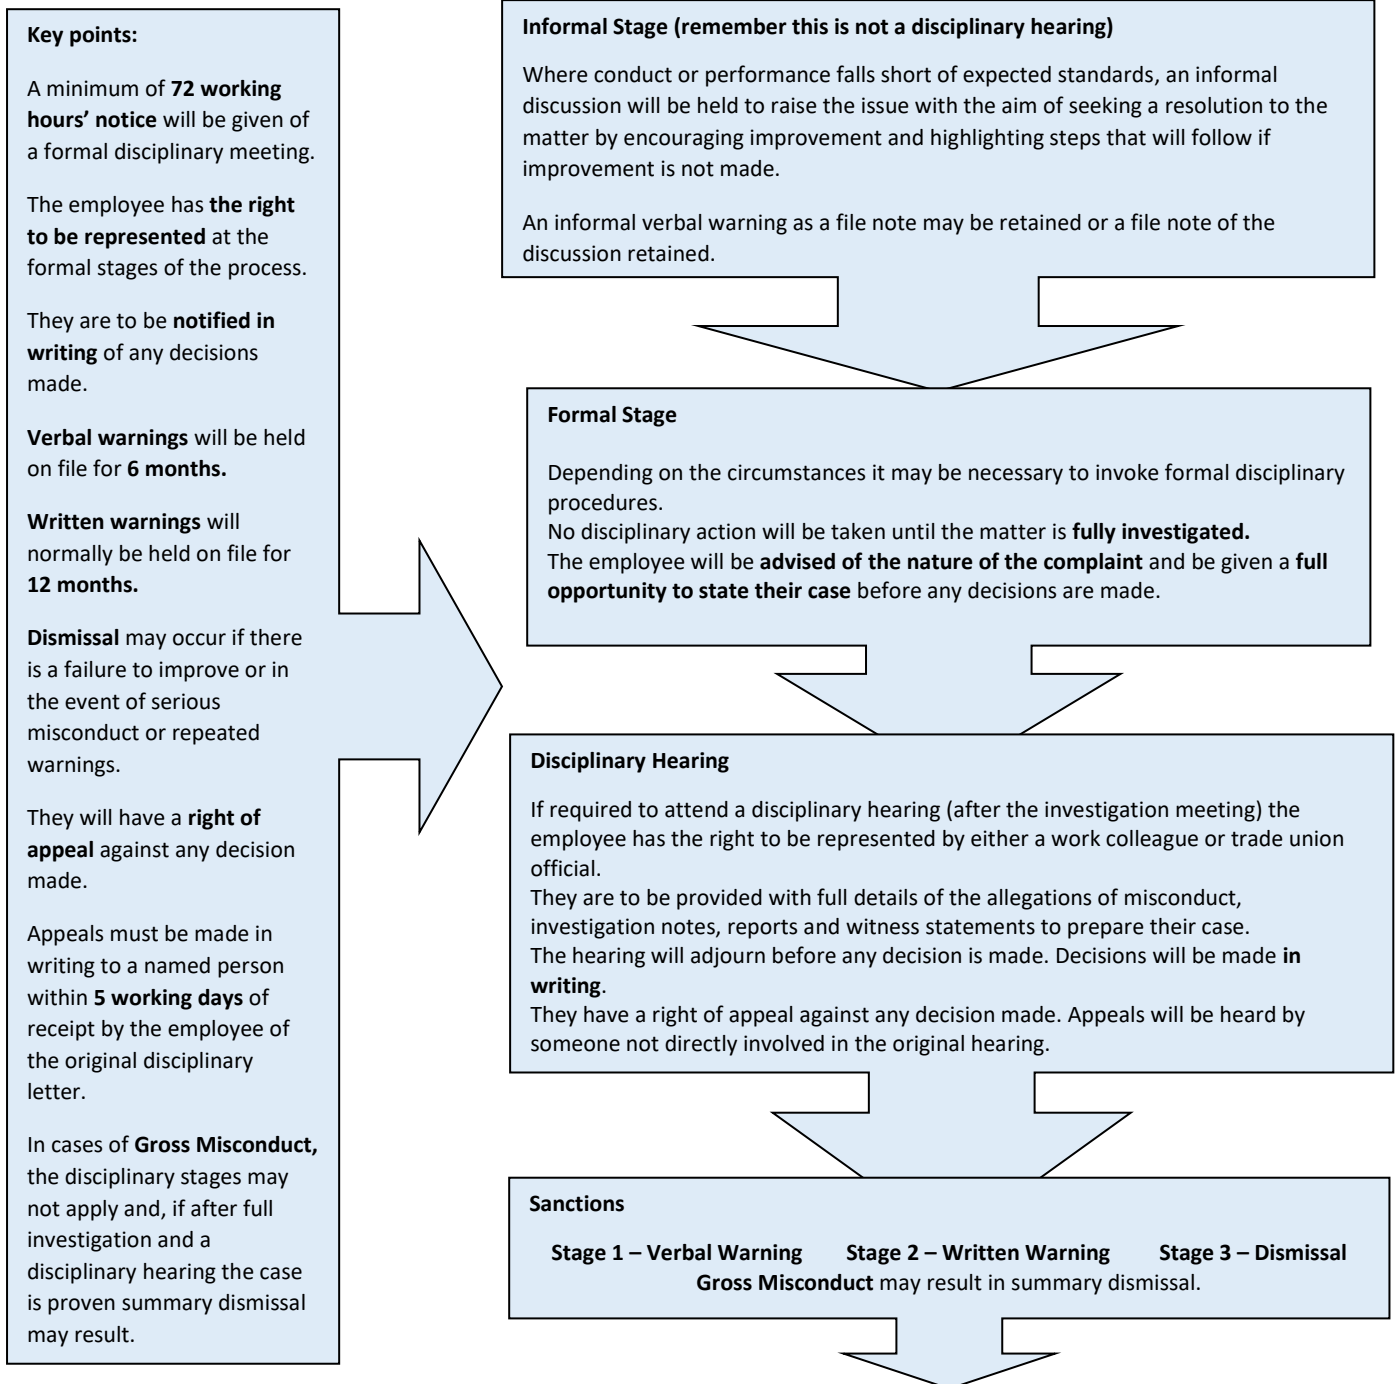 Key points:
A minimum of 72 working
hours’ notice will be given of
a formal disciplinary meeting.
The employee has the right
to be represented at the
formal stages of the process.
They are to be notified in
writing of any decisions
made.
Verbal warnings will be held
on file for 6 months.
Written warnings will
normally be held on file for
12 months.
Dismissal may occur if there
is a failure to improve or in
the event of serious
misconduct or repeated
warnings.
They will have a right of
appeal against any decision
made.
Appeals must be made in
writing to a named person
within 5 working days of
receipt by the employee of
the original disciplinary
letter.
In cases of Gross Misconduct,
the disciplinary stages may
not apply and, if after full
investigation and a
disciplinary hearing the case
is proven summary dismissal
may result.
Informal Stage (remember this is not a disciplinary hearing)
Where conduct or performance falls short of expected standards, an informal
discussion will be held to raise the issue with the aim of seeking a resolution to the
matter by encouraging improvement and highlighting steps that will follow if
improvement is not made.
An informal verbal warning as a file note may be retained or a file note of the
discussion retained.
Formal Stage
Depending on the circumstances it may be necessary to invoke formal disciplinary
procedures.
No disciplinary action will be taken until the matter is fully investigated.
The employee will be advised of the nature of the complaint and be given a full
opportunity to state their case before any decisions are made.
Disciplinary Hearing
If required to attend a disciplinary hearing (after the investigation meeting) the
employee has the right to be represented by either a work colleague or trade union
official.
They are to be provided with full details of the allegations of misconduct,
investigation notes, reports and witness statements to prepare their case.
The hearing will adjourn before any decision is made. Decisions will be made in
writing.
They have a right of appeal against any decision made. Appeals will be heard by
someone not directly involved in the original hearing.
Sanctions
Stage 1 – Verbal Warning Stage 2 – Written Warning Stage 3 – Dismissal
Gross Misconduct may result in summary dismissal.